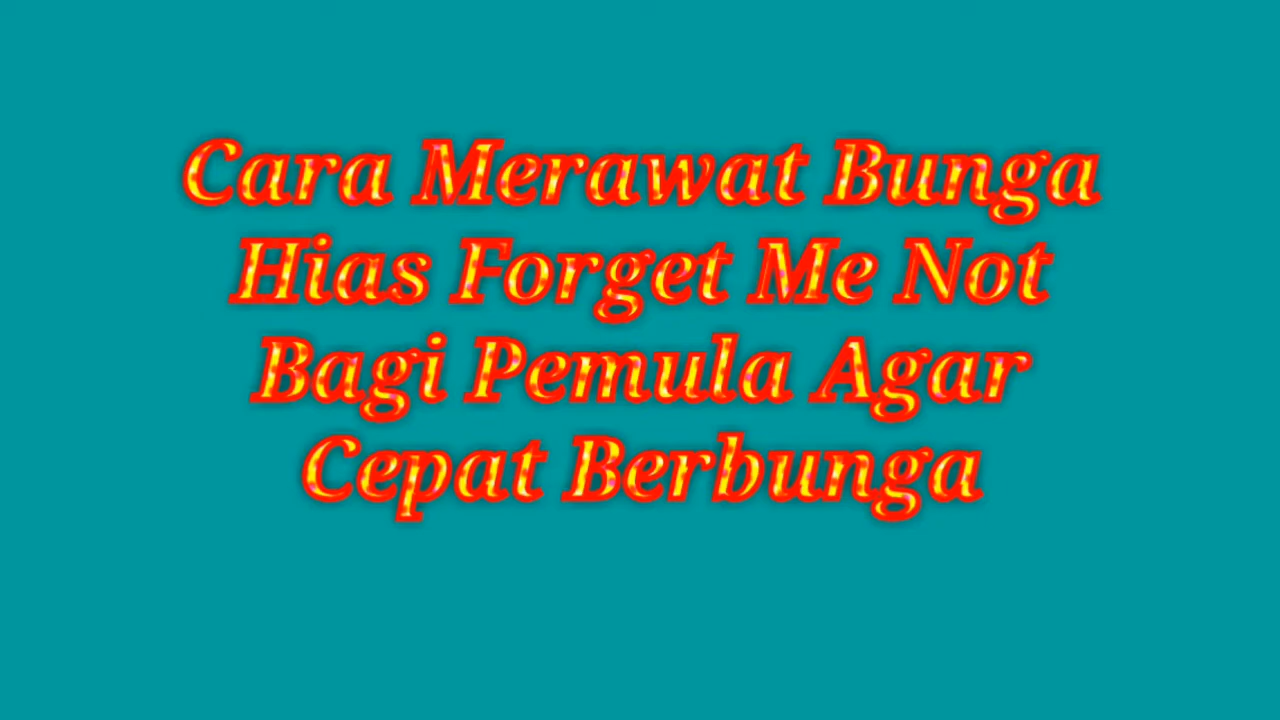 Cara Merawat Bunga
Hias Forget Me Not
Bagi Pemula Agar
Cepat Berbunga